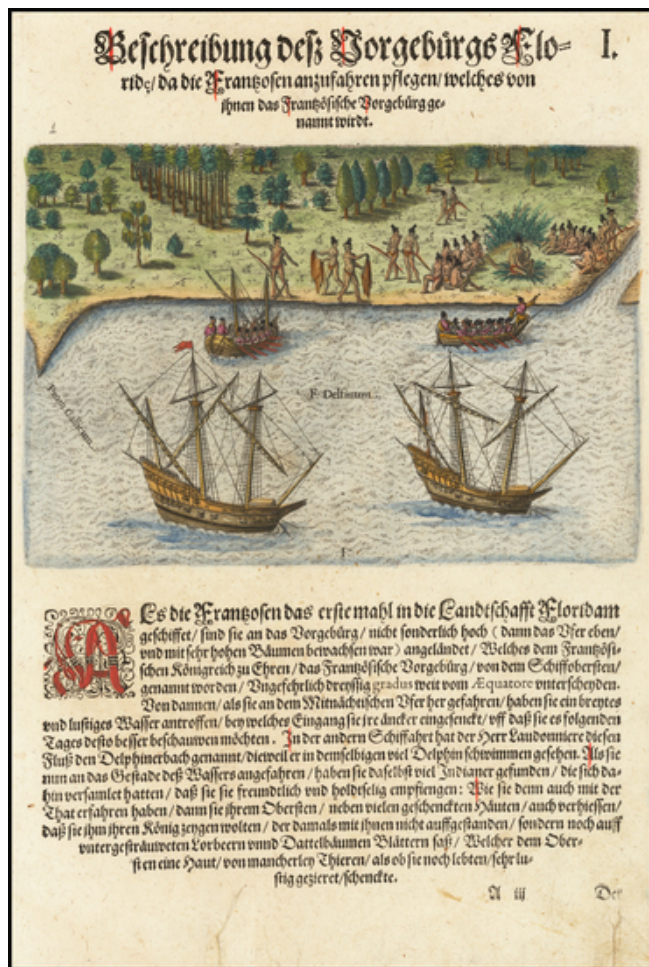 Beschreibung deß Vorgebürgs Flo= I.
ridę/ da die Frantzosen anzufahren pflegen/ welches von
ihnen das Frantzösische Vorgebürg ge-
nannt wirdt.
1
F. Delfinum.
I
ALs die Frantzosen das erste mahl in die Landtschafft Floridam
geschiffet/ sind sie an das Vorgebürg/ nicht sonderlich hoch (dann das Vfer eben/
vnd mit sehr hohen Bäumen bewachsen war) angeländet/ Welches dem Frantzösi-
schen Königreich zu Ehren/ das Frantzösische Vorgebürg/ von dem Schiffobersten/
genannt worden/ Vngefehrlich dreyssig gradus weit vom Æquatore vnterscheyden.
Von dannen/ als sie an dem Mitnächtischen Vfer her gefahren/ haben sie ein breytes
vnd lustiges Wasser antroffen/ bey welches Eingang sie jre äncker eingesenckt/ vff daß sie es folgenden
Tages desto besser beschauwen möchten. In der andern Schiffahrt hat der Herr Laudonniere diesen
Fluß den Delphinerbach genannt/ dieweil er in demselbigen viel Delphin schwimmen gesehen. Als sie
nun an das Gestade deß Wassers angefahren/ haben sie daselbst viel Indianer gefunden/ die sich da-
hin versamlet hatten/ daß sie sie freundtlich vnd holdtselig empfiengen: Wie sie denn auch mit der
That erfahren haben/ dann sie jhrem Obersten/ neben vielen geschenckten Häuten/ auch verhiessen/
daß sie jhm jhren König zeygen wolten/ der damals mit jhnen nicht auffgestanden/ sondern noch auff
vntergesträuweten Lorbeern vnnd Dattelbäumen Blättern saß/ Welcher dem Ober-
sten eine Haut/ von mancherley Thieren/ als ob sie noch lebten/ sehr lu-
stig gezieret/ schenckte.
A iij Der